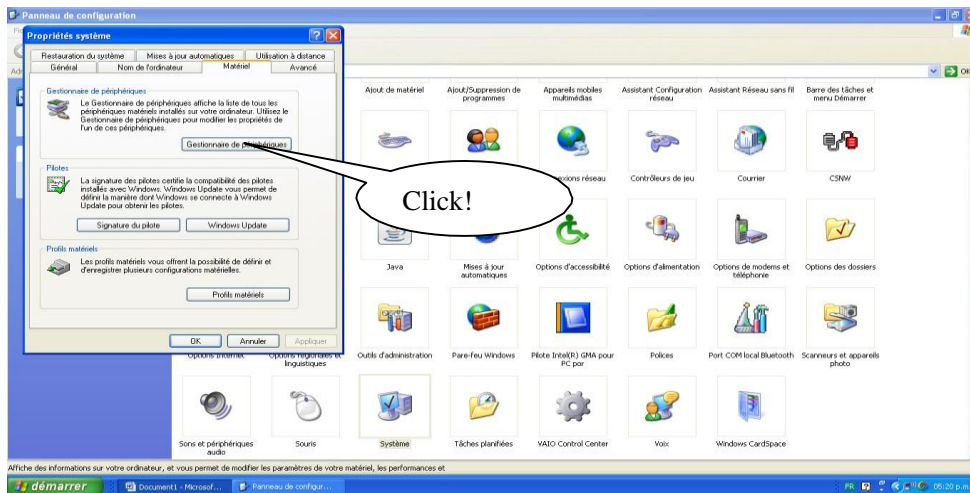 Panneau de configuration
Propriétés système
Restauration du système Mises à jour automatiques Utilisation à distance
Général Nom de l'ordinateur Matériel Avancé
Gestionnaire de périphériques
Le Gestionnaire de périphériques affiche la liste de tous les
périphériques matériels installés sur votre ordinateur. Utilisez le
Gestionnaire de périphériques pour modifier les propriétés de
l'un de ces périphériques.
Gestionnaire de périphériques
Pilotes
La signature des pilotes certifie la compatibilité des pilotes
installés avec Windows. Windows Update vous permet de
définir la manière dont Windows se connecte à Windows
Update pour obtenir les pilotes.
Signature du pilote Windows Update
Profils matériels
Les profils matériels vous offrent la possibilité de définir et
d'enregistrer plusieurs configurations matérielles.
Profils matériels
OK Annuler Appliquer
Click!
OK
Ajout de matériel Ajout/Suppression de programmes Appareils mobiles multimédias Assistant Configuration réseau Assistant Réseau sans fil Barre des tâches et menu Démarrer
réseau Contrôleurs de jeu Courrier CSNW
Java Mises à jour automatiques Options d'accessibilité Options d'alimentation Options de modems et téléphonie Options des dossiers
Options Internet Options régionales et linguistiques Outils d'administration Pare-feu Windows Pilote Intel(R) GMA pour PC por Polices Port COM local Bluetooth Scanneurs et appareils photo
Sons et périphériques audio Souris Système Tâches planifiées VAIO Control Center Voix Windows CardSpace
Affiche des informations sur votre ordinateur, et vous permet de modifier les paramètres de votre matériel, les performances et
démarrer Document1 - Microsof... Panneau de configur... FR 05:20 p.m.